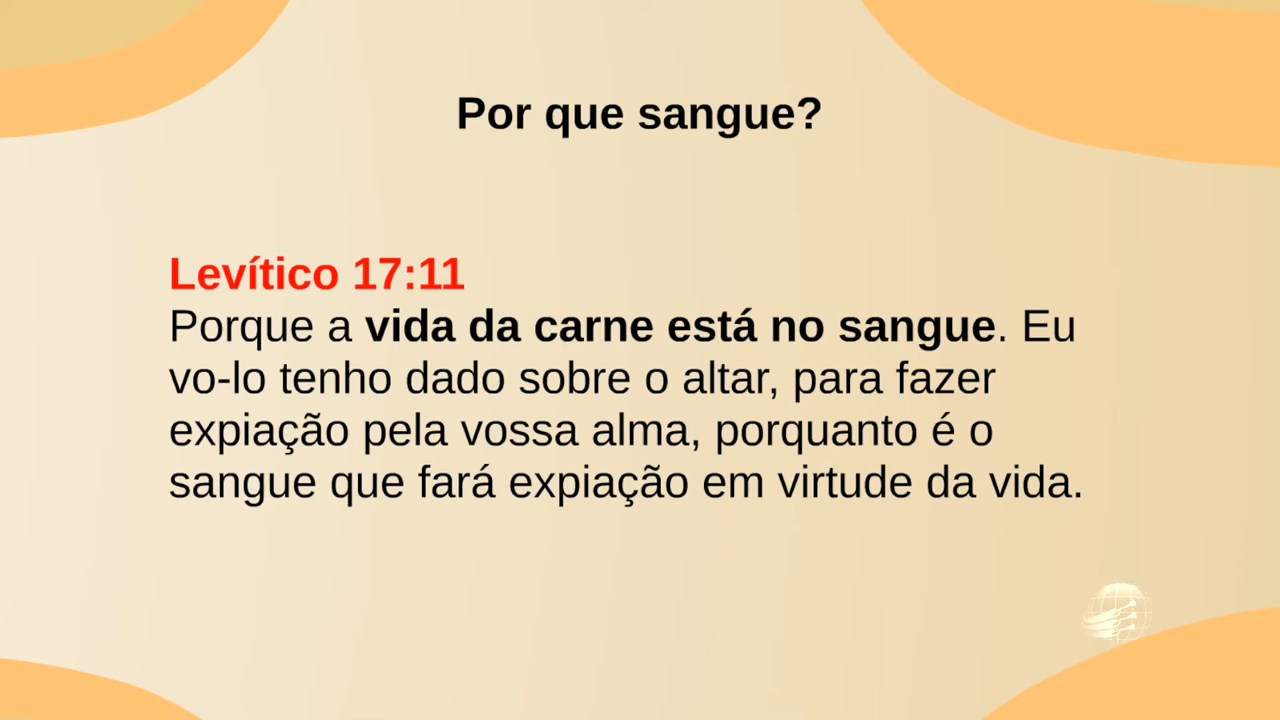 Por que sangue?
Levítico 17:11
Porque a vida da carne está no sangue. Eu
vo-lo tenho dado sobre o altar, para fazer
expiação pela vossa alma, porquanto é o
sangue que fará expiação em virtude da vida.